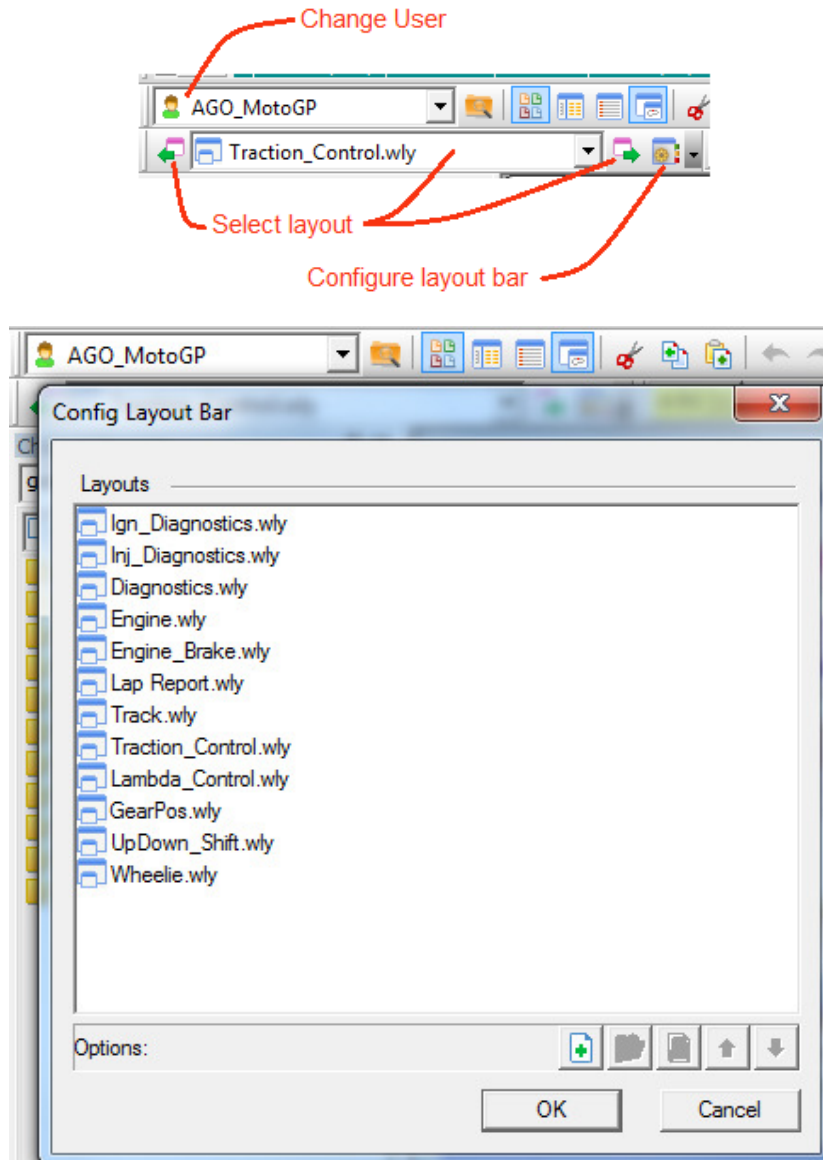 Change User
AGO_MotoGP
Traction_Control.wly
Select layout
Configure layout bar
AGO_MotoGP
Config Layout Bar
Layouts
Ign_Diagnostics.wly
Inj_Diagnostics.wly
Diagnostics.wly
Engine.wly
Engine_Brake.wly
Lap Report.wly
Track.wly
Traction_Control.wly
Lambda_Control.wly
GearPos.wly
UpDown_Shift.wly
Wheelie.wly
Options:
OK Cancel